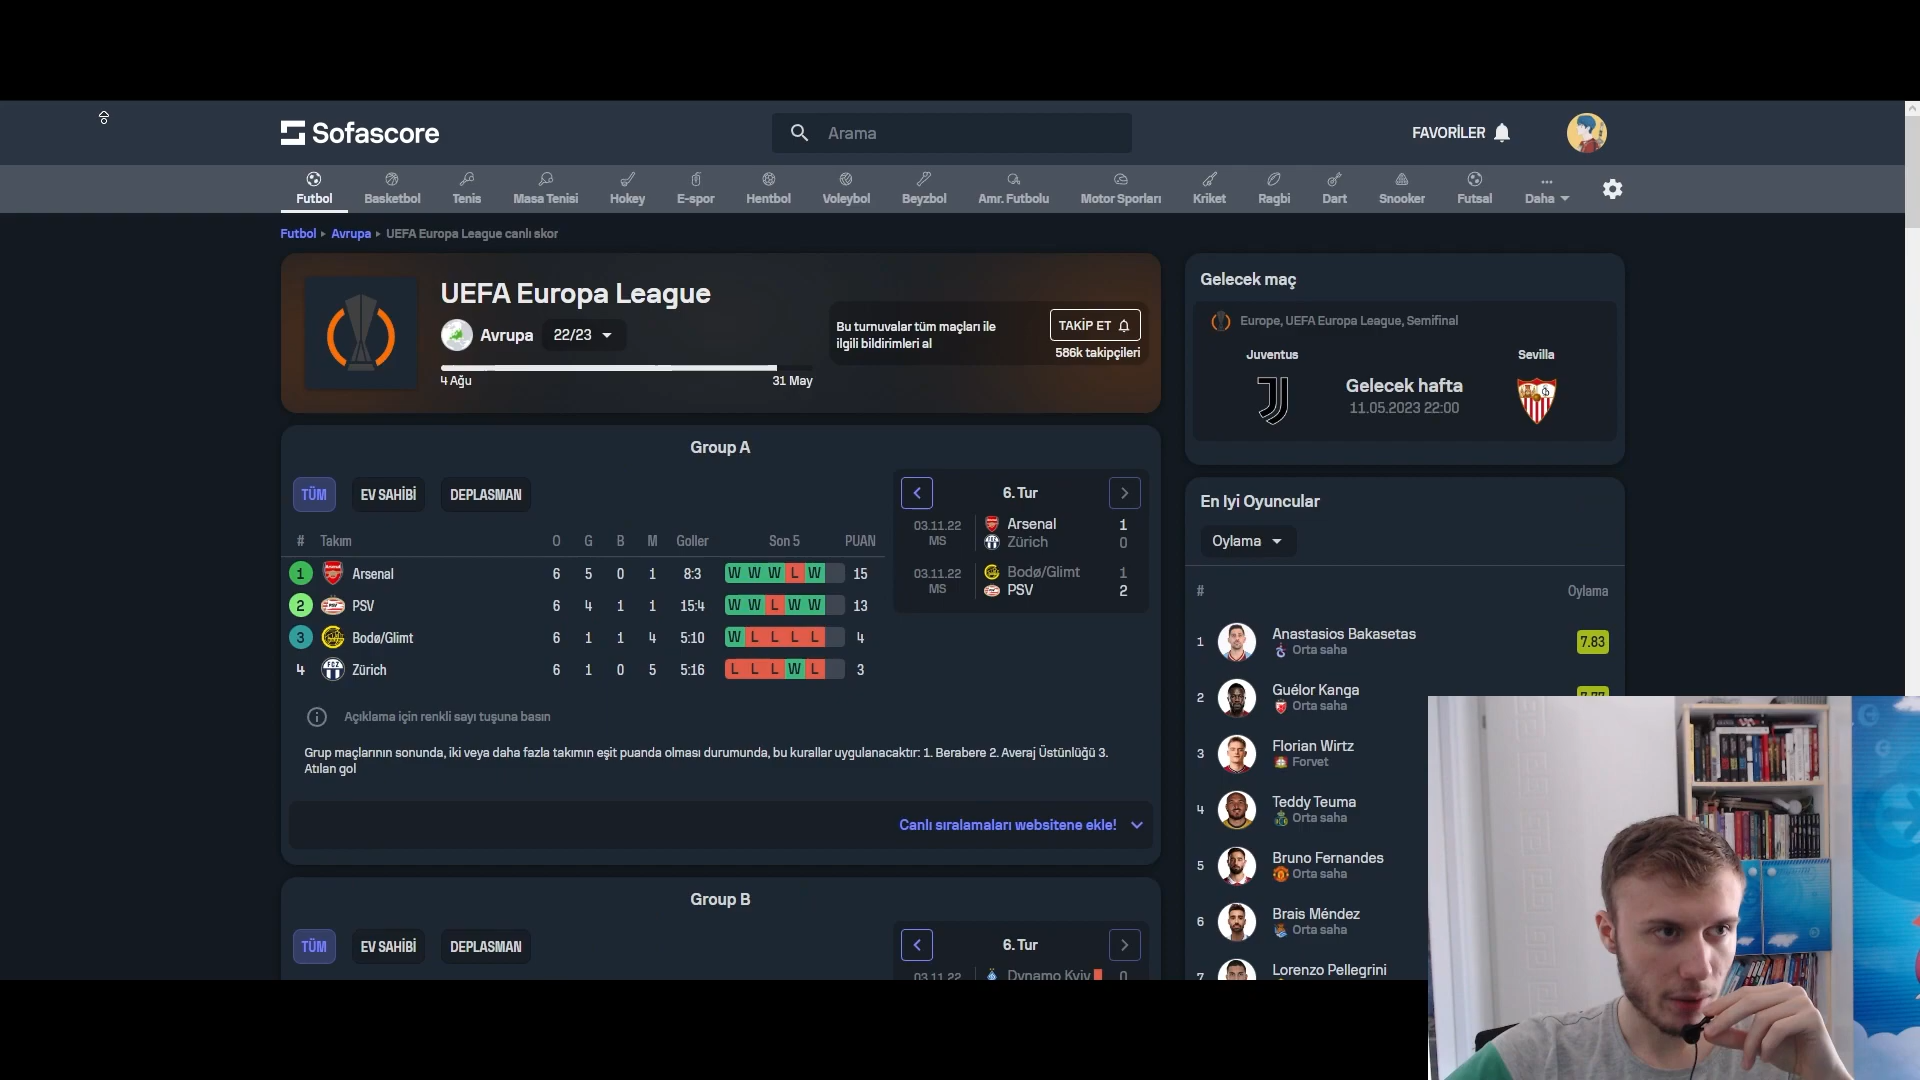 Sofascore
Arama
FAVORİLER
Futbol
Basketbol
Tenis
Masa Tenisi
Hokey
E-spor
Hentbol
Voleybol
Beyzbol
Amr. Futbolu
Motor Sporları
Kriket
Ragbi
Dart
Snooker
Futsal
Daha
Futbol
Avrupa
UEFA Europa League canlı skor
UEFA Europa League
Avrupa
22/23
4 Ağu
31 May
Bu turnuvalar tüm maçları ile
ilgili bildirimleri al
TAKİP ET
586k takipçileri
Group A
TÜM
EV SAHİBİ
DEPLASMAN
# Takım O G B M Goller Son 5 PUAN
1 Arsenal 6 5 0 1 8:3 W W W L W 15
2 PSV 6 4 1 1 15:4 W W L W W 13
3 Bodø/Glimt 6 1 1 4 5:10 W L L L L 4
4 Zürich 6 1 0 5 5:16 L L L W L 3
6. Tur
03.11.22 Arsenal 1
MS Zürich 0
03.11.22 Bodø/Glimt 1
MS PSV 2
Açıklama için renkli sayı tuşuna basın
Grup maçlarının sonunda, iki veya daha fazla takımın eşit puanda olması durumunda, bu kurallar uygulanacaktır: 1. Berabere 2. Averaj Üstünlüğü 3.
Atılan gol
Canlı sıralamaları websitene ekle!
Group B
TÜM
EV SAHİBİ
DEPLASMAN
6. Tur
03.11.22 Dynamo Kyiv 0
Gelecek maç
Europe, UEFA Europa League, Semifinal
Juventus
Sevilla
Gelecek hafta
11.05.2023 22:00
En Iyi Oyuncular
Oylama
# Oylama
1 Anastasios Bakasetas 7.83
Orta saha
2 Guélor Kanga
Orta saha
3 Florian Wirtz
Forvet
4 Teddy Teuma
Orta saha
5 Bruno Fernandes
Orta saha
6 Brais Méndez
Orta saha
7 Lorenzo Pellegrini